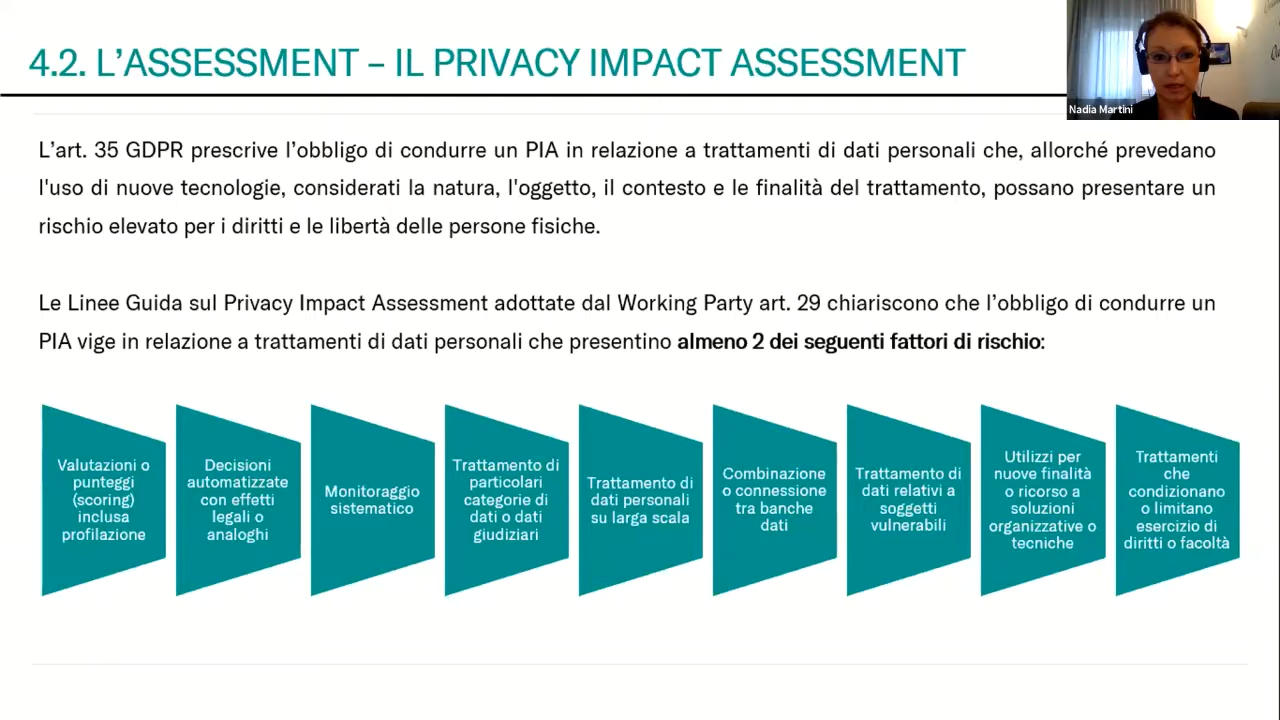 4.2. L'ASSESSMENT – IL PRIVACY IMPACT ASSESSMENT
Nadia Martini
L'art. 35 GDPR prescrive l'obbligo di condurre un PIA in relazione a trattamenti di dati personali che, allorché prevedano
l'uso di nuove tecnologie, considerati la natura, l'oggetto, il contesto e le finalità del trattamento, possano presentare un
rischio elevato per i diritti e le libertà delle persone fisiche.
Le Linee Guida sul Privacy Impact Assessment adottate dal Working Party art. 29 chiariscono che l'obbligo di condurre un
PIA vige in relazione a trattamenti di dati personali che presentino almeno 2 dei seguenti fattori di rischio:
Valutazioni o
punteggi
(scoring)
inclusa
profilazione
Decisioni
automatizzate
con effetti
legali o
analoghi
Monitoraggio
sistematico
Trattamento di
particolari
categorie di
dati o dati
giudiziari
Trattamento di
dati personali
su larga scala
Combinazione
o connessione
tra banche
dati
Trattamento di
dati relativi a
soggetti
vulnerabili
Utilizzi per
nuove finalità
o ricorso a
soluzioni
organizzative o
tecniche
Trattamenti
che
condizionano
o limitano
esercizio di
diritti o facoltà